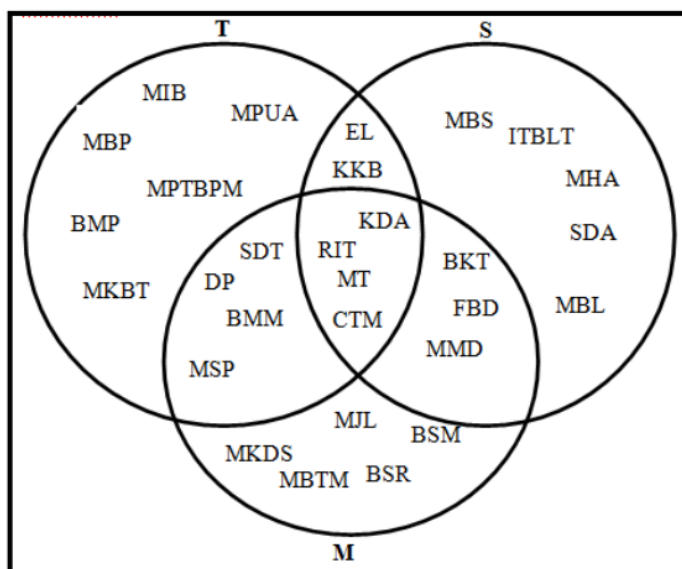 T
S
MIB
MPUA
MBP
MPTBPM
BMP
MKBT
EL
KKB
MBS
ITBLT
MHA
SDA
MBL
KDA
RIT
MT
CTM
SDT
DP
BMM
MSP
BKT
FBD
MMD
MJL
BSM
MKDS
MBTM
BSR
M